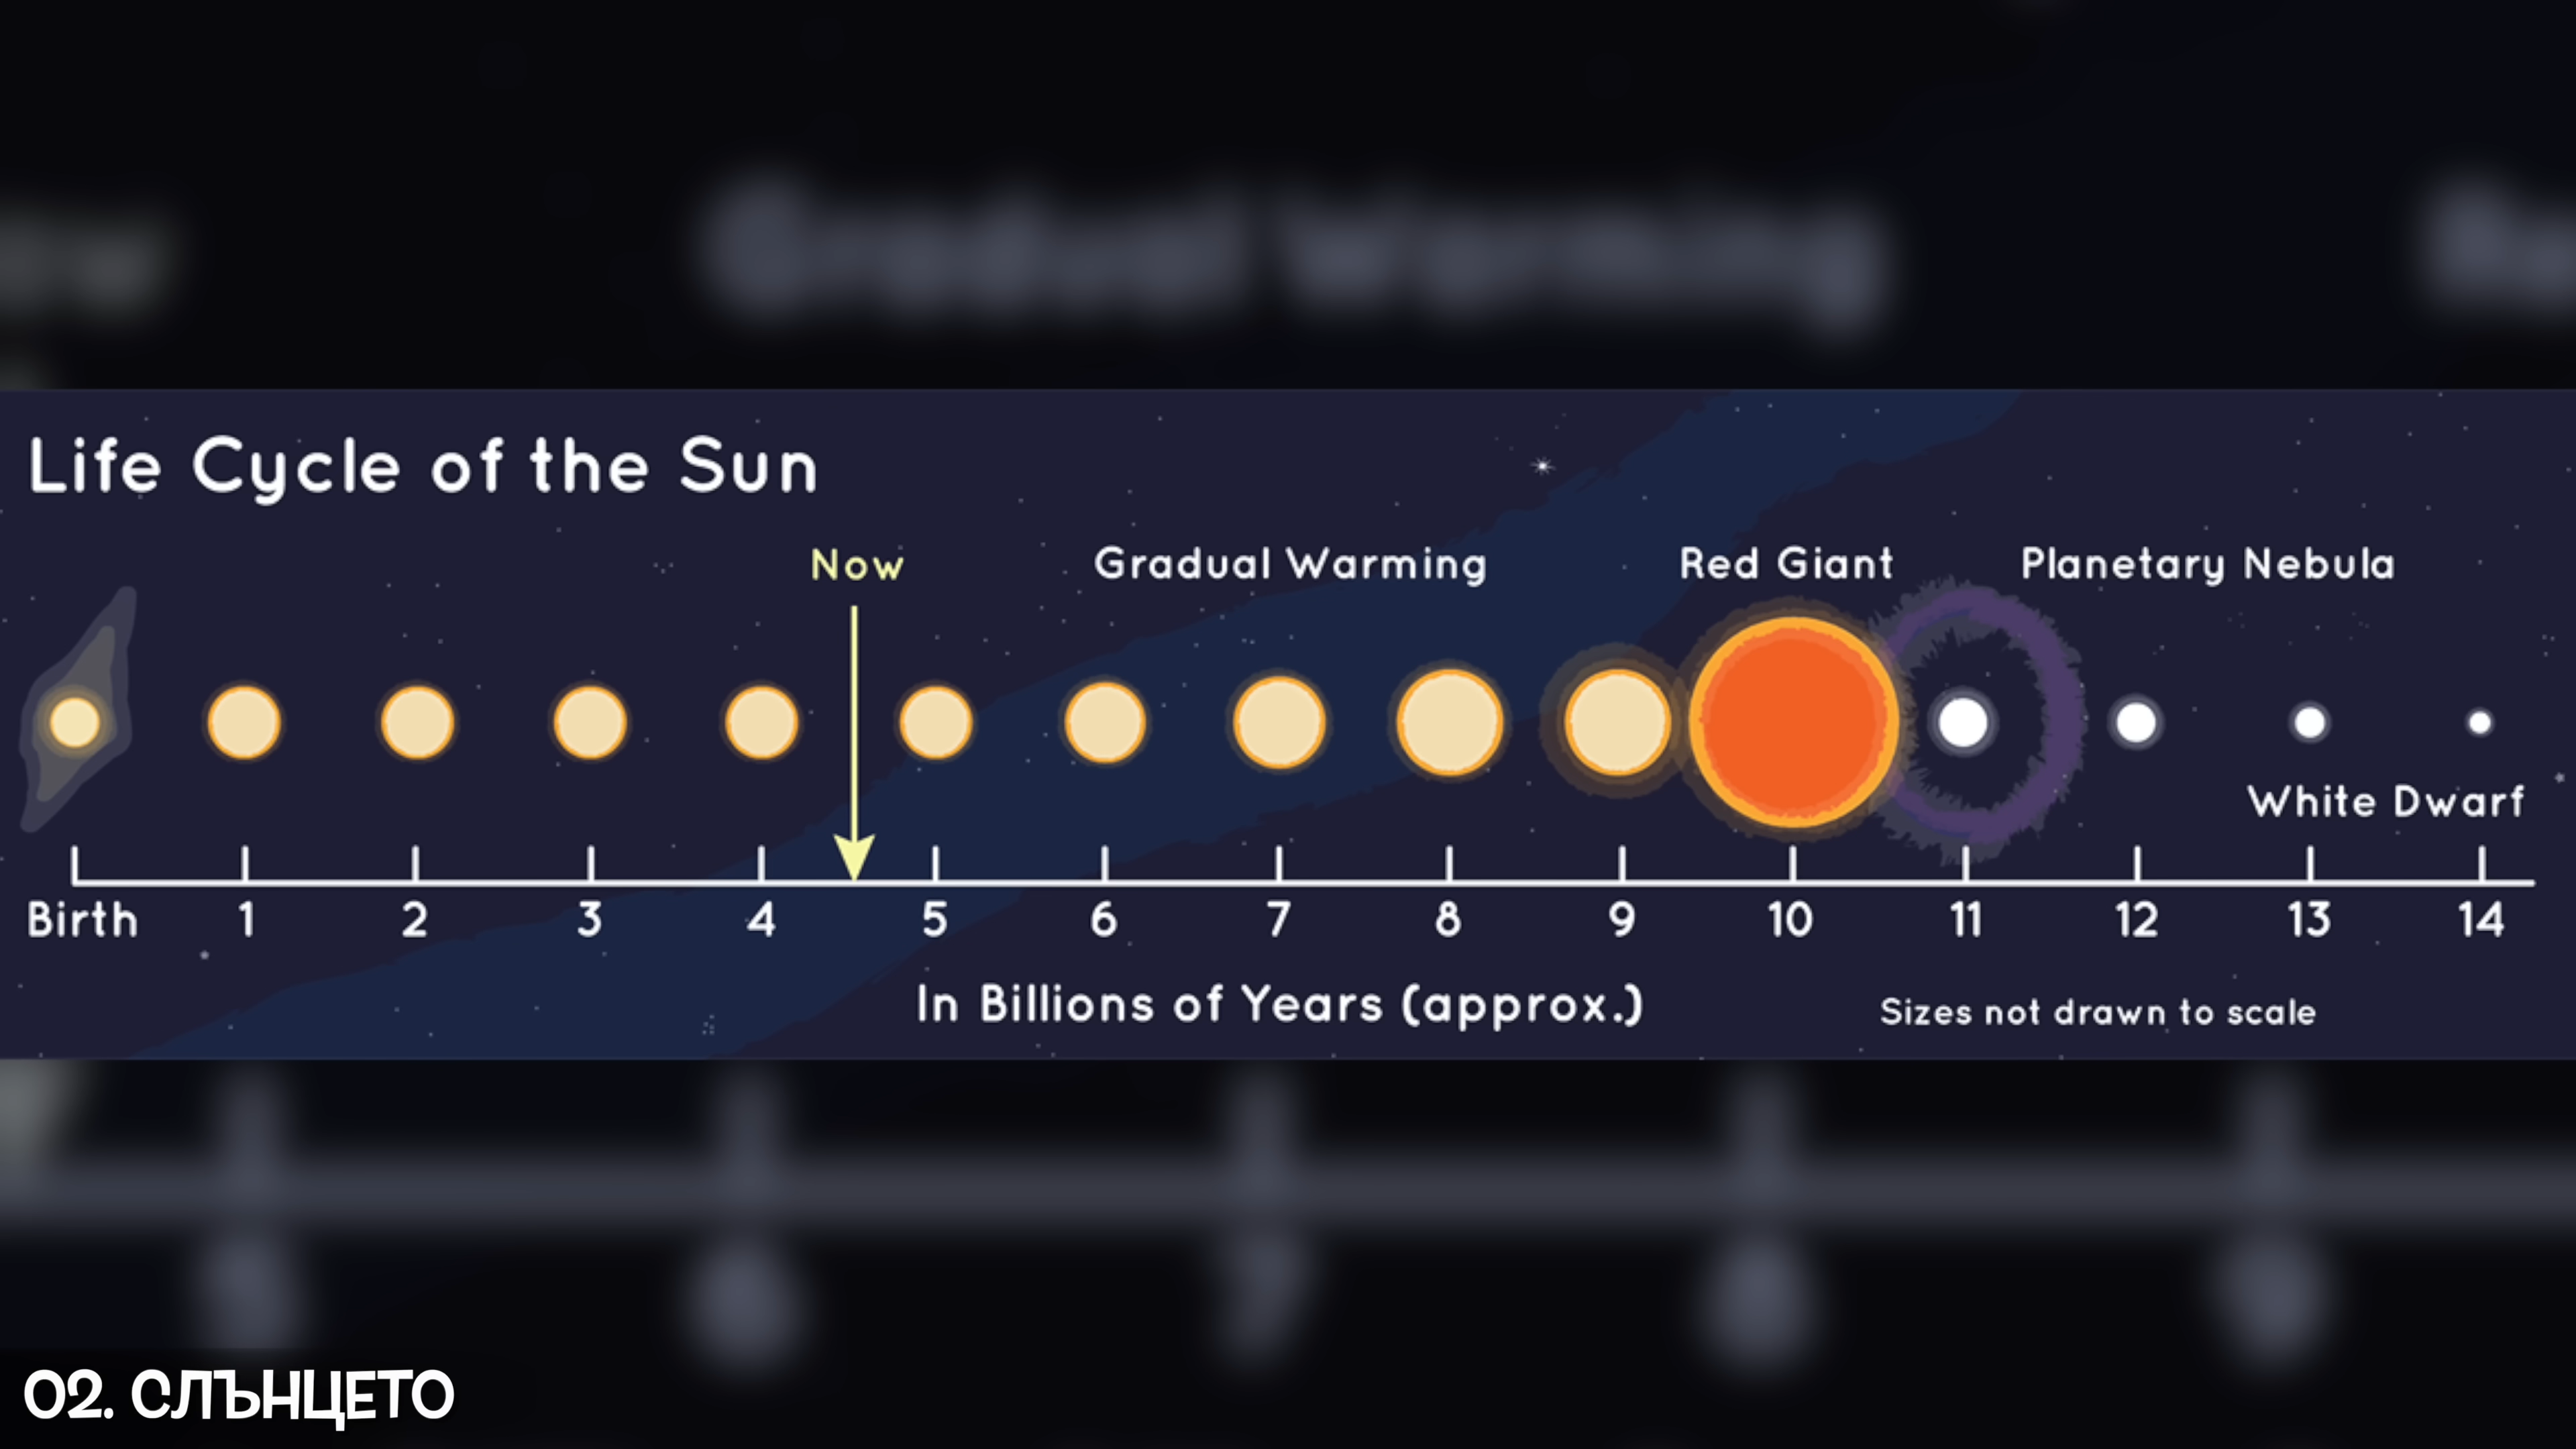 Gradual Warming
Life Cycle of the Sun
Now
Gradual Warming
Red Giant
Planetary Nebula
White Dwarf
Birth 1 2 3 4 5 6 7 8 9 10 11 12 13 14
In Billions of Years (approx.)
Sizes not drawn to scale
02. СЛЪНЦЕТО